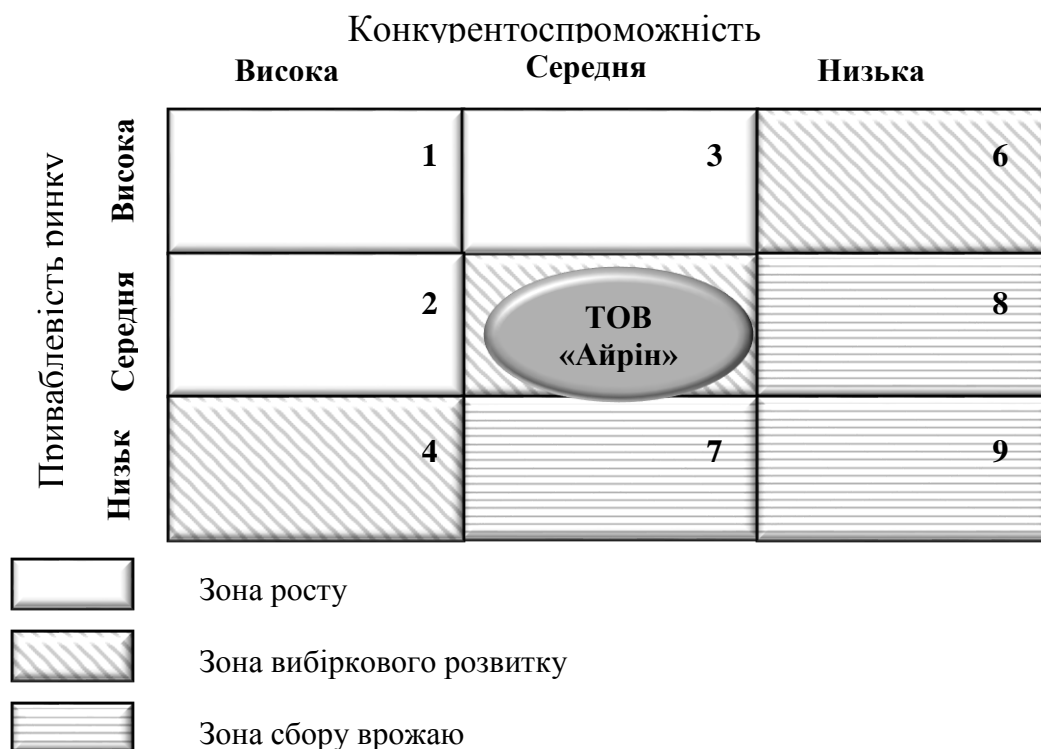 Конкурентоспроможність
Висока Середня Низька
Привабливість ринку
Висока
1 3 6
Середня
2 ТОВ 8
«Айрін»
Низьк
4 7 9
Зона росту
Зона вибіркового розвитку
Зона сбору врожаю